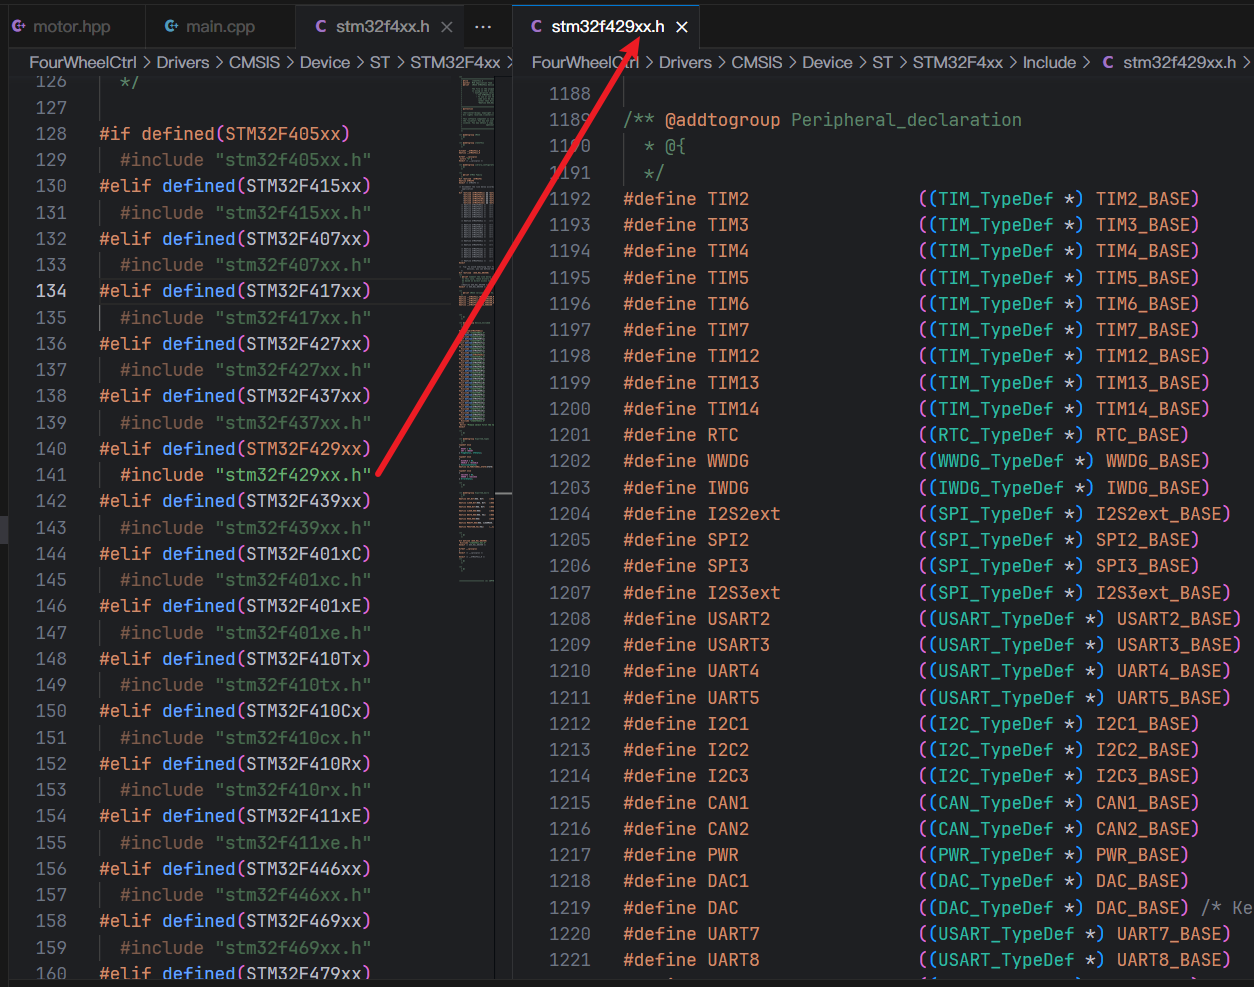 motor.hpp
main.cpp
C stm32f4xx.h
FourWheelCtrl > Drivers > CMSIS > Device > ST > STM32F4xx >
126 */
127
128 #if defined(STM32F405xx)
129 #include "stm32f405xx.h"
130 #elif defined(STM32F415xx)
131 #include "stm32f415xx.h"
132 #elif defined(STM32F407xx)
133 #include "stm32f407xx.h"
134 #elif defined(STM32F417xx)
135 #include "stm32f417xx.h"
136 #elif defined(STM32F427xx)
137 #include "stm32f427xx.h"
138 #elif defined(STM32F437xx)
139 #include "stm32f437xx.h"
140 #elif defined(STM32F429xx)
141 #include "stm32f429xx.h"
142 #elif defined(STM32F439xx)
143 #include "stm32f439xx.h"
144 #elif defined(STM32F401xC)
145 #include "stm32f401xc.h"
146 #elif defined(STM32F401xE)
147 #include "stm32f401xe.h"
148 #elif defined(STM32F410Tx)
149 #include "stm32f410tx.h"
150 #elif defined(STM32F410Cx)
151 #include "stm32f410cx.h"
152 #elif defined(STM32F410Rx)
153 #include "stm32f410rx.h"
154 #elif defined(STM32F411xE)
155 #include "stm32f411xe.h"
156 #elif defined(STM32F446xx)
157 #include "stm32f446xx.h"
158 #elif defined(STM32F469xx)
159 #include "stm32f469xx.h"
160 #elif defined(STM32F479xx)
C stm32f429xx.h
FourWheelCtrl > Drivers > CMSIS > Device > ST > STM32F4xx > Include > C stm32f429xx.h >
1188
1189 /** @addtogroup Peripheral_declaration
1190 * @{
1191 */
1192 #define TIM2 ((TIM_TypeDef *) TIM2_BASE)
1193 #define TIM3 ((TIM_TypeDef *) TIM3_BASE)
1194 #define TIM4 ((TIM_TypeDef *) TIM4_BASE)
1195 #define TIM5 ((TIM_TypeDef *) TIM5_BASE)
1196 #define TIM6 ((TIM_TypeDef *) TIM6_BASE)
1197 #define TIM7 ((TIM_TypeDef *) TIM7_BASE)
1198 #define TIM12 ((TIM_TypeDef *) TIM12_BASE)
1199 #define TIM13 ((TIM_TypeDef *) TIM13_BASE)
1200 #define TIM14 ((TIM_TypeDef *) TIM14_BASE)
1201 #define RTC ((RTC_TypeDef *) RTC_BASE)
1202 #define WWDG ((WWDG_TypeDef *) WWDG_BASE)
1203 #define IWDG ((IWDG_TypeDef *) IWDG_BASE)
1204 #define I2S2ext ((SPI_TypeDef *) I2S2ext_BASE)
1205 #define SPI2 ((SPI_TypeDef *) SPI2_BASE)
1206 #define SPI3 ((SPI_TypeDef *) SPI3_BASE)
1207 #define I2S3ext ((SPI_TypeDef *) I2S3ext_BASE)
1208 #define USART2 ((USART_TypeDef *) USART2_BASE)
1209 #define USART3 ((USART_TypeDef *) USART3_BASE)
1210 #define UART4 ((USART_TypeDef *) UART4_BASE)
1211 #define UART5 ((USART_TypeDef *) UART5_BASE)
1212 #define I2C1 ((I2C_TypeDef *) I2C1_BASE)
1213 #define I2C2 ((I2C_TypeDef *) I2C2_BASE)
1214 #define I2C3 ((I2C_TypeDef *) I2C3_BASE)
1215 #define CAN1 ((CAN_TypeDef *) CAN1_BASE)
1216 #define CAN2 ((CAN_TypeDef *) CAN2_BASE)
1217 #define PWR ((PWR_TypeDef *) PWR_BASE)
1218 #define DAC1 ((DAC_TypeDef *) DAC_BASE)
1219 #define DAC ((DAC_TypeDef *) DAC_BASE) /* Ke
1220 #define UART7 ((USART_TypeDef *) UART7_BASE)
1221 #define UART8 ((USART_TypeDef *) UART8_BASE)